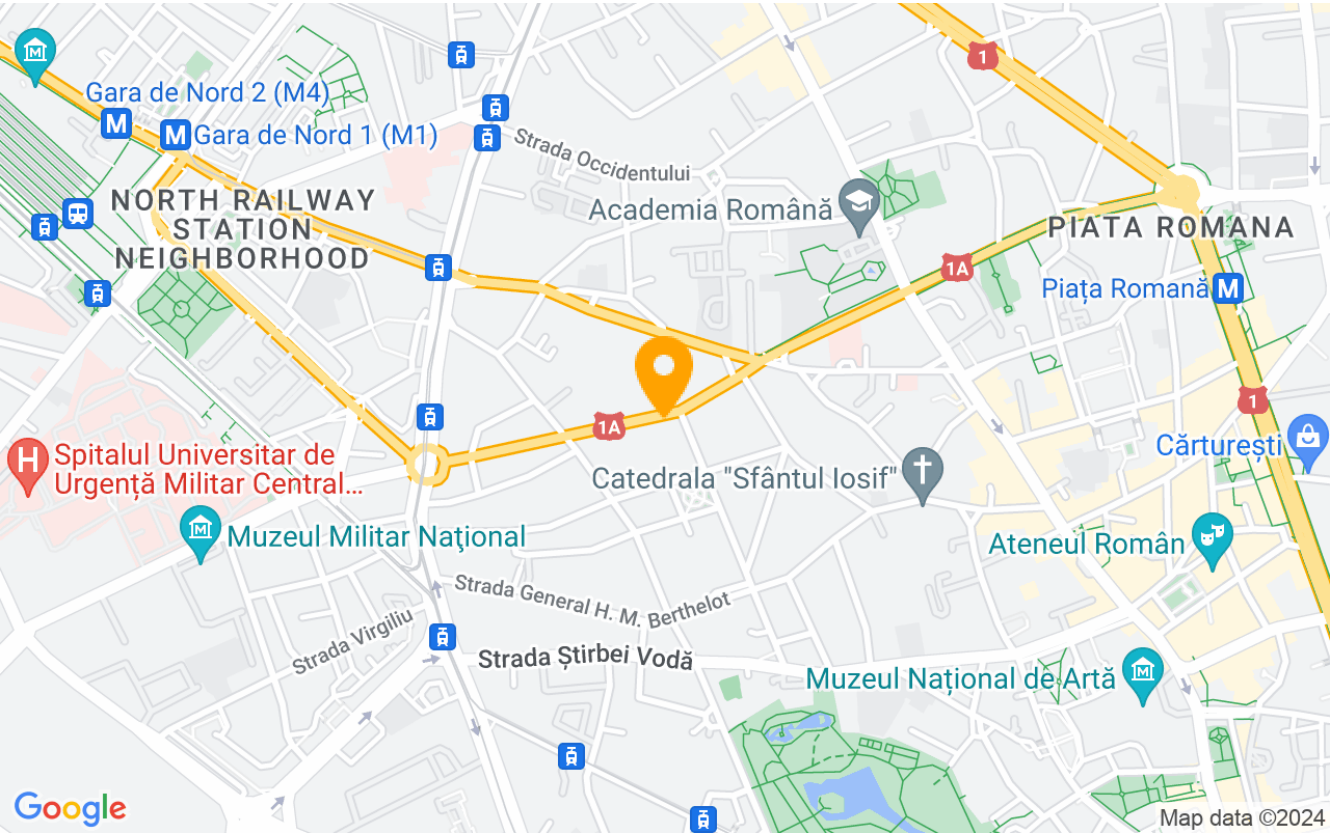 1
Gara de Nord 2 (M4)
M
M
Gara de Nord 1 (M1)
Strada Occidentului
NORTH RAILWAY
STATION
NEIGHBORHOOD
Academia Română
PIATA ROMANA
1A
Piața Romană
M
1
1A
Cărturești
H
Spitalul Universitar de
Urgență Militar Central...
Catedrala "Sfântul Iosif"
Muzeul Militar Naţional
Ateneul Român
Strada General H. M. Berthelot
Strada Virgiliu
Strada Știrbei Vodă
Muzeul Național de Artă
Google
Map data ©2024